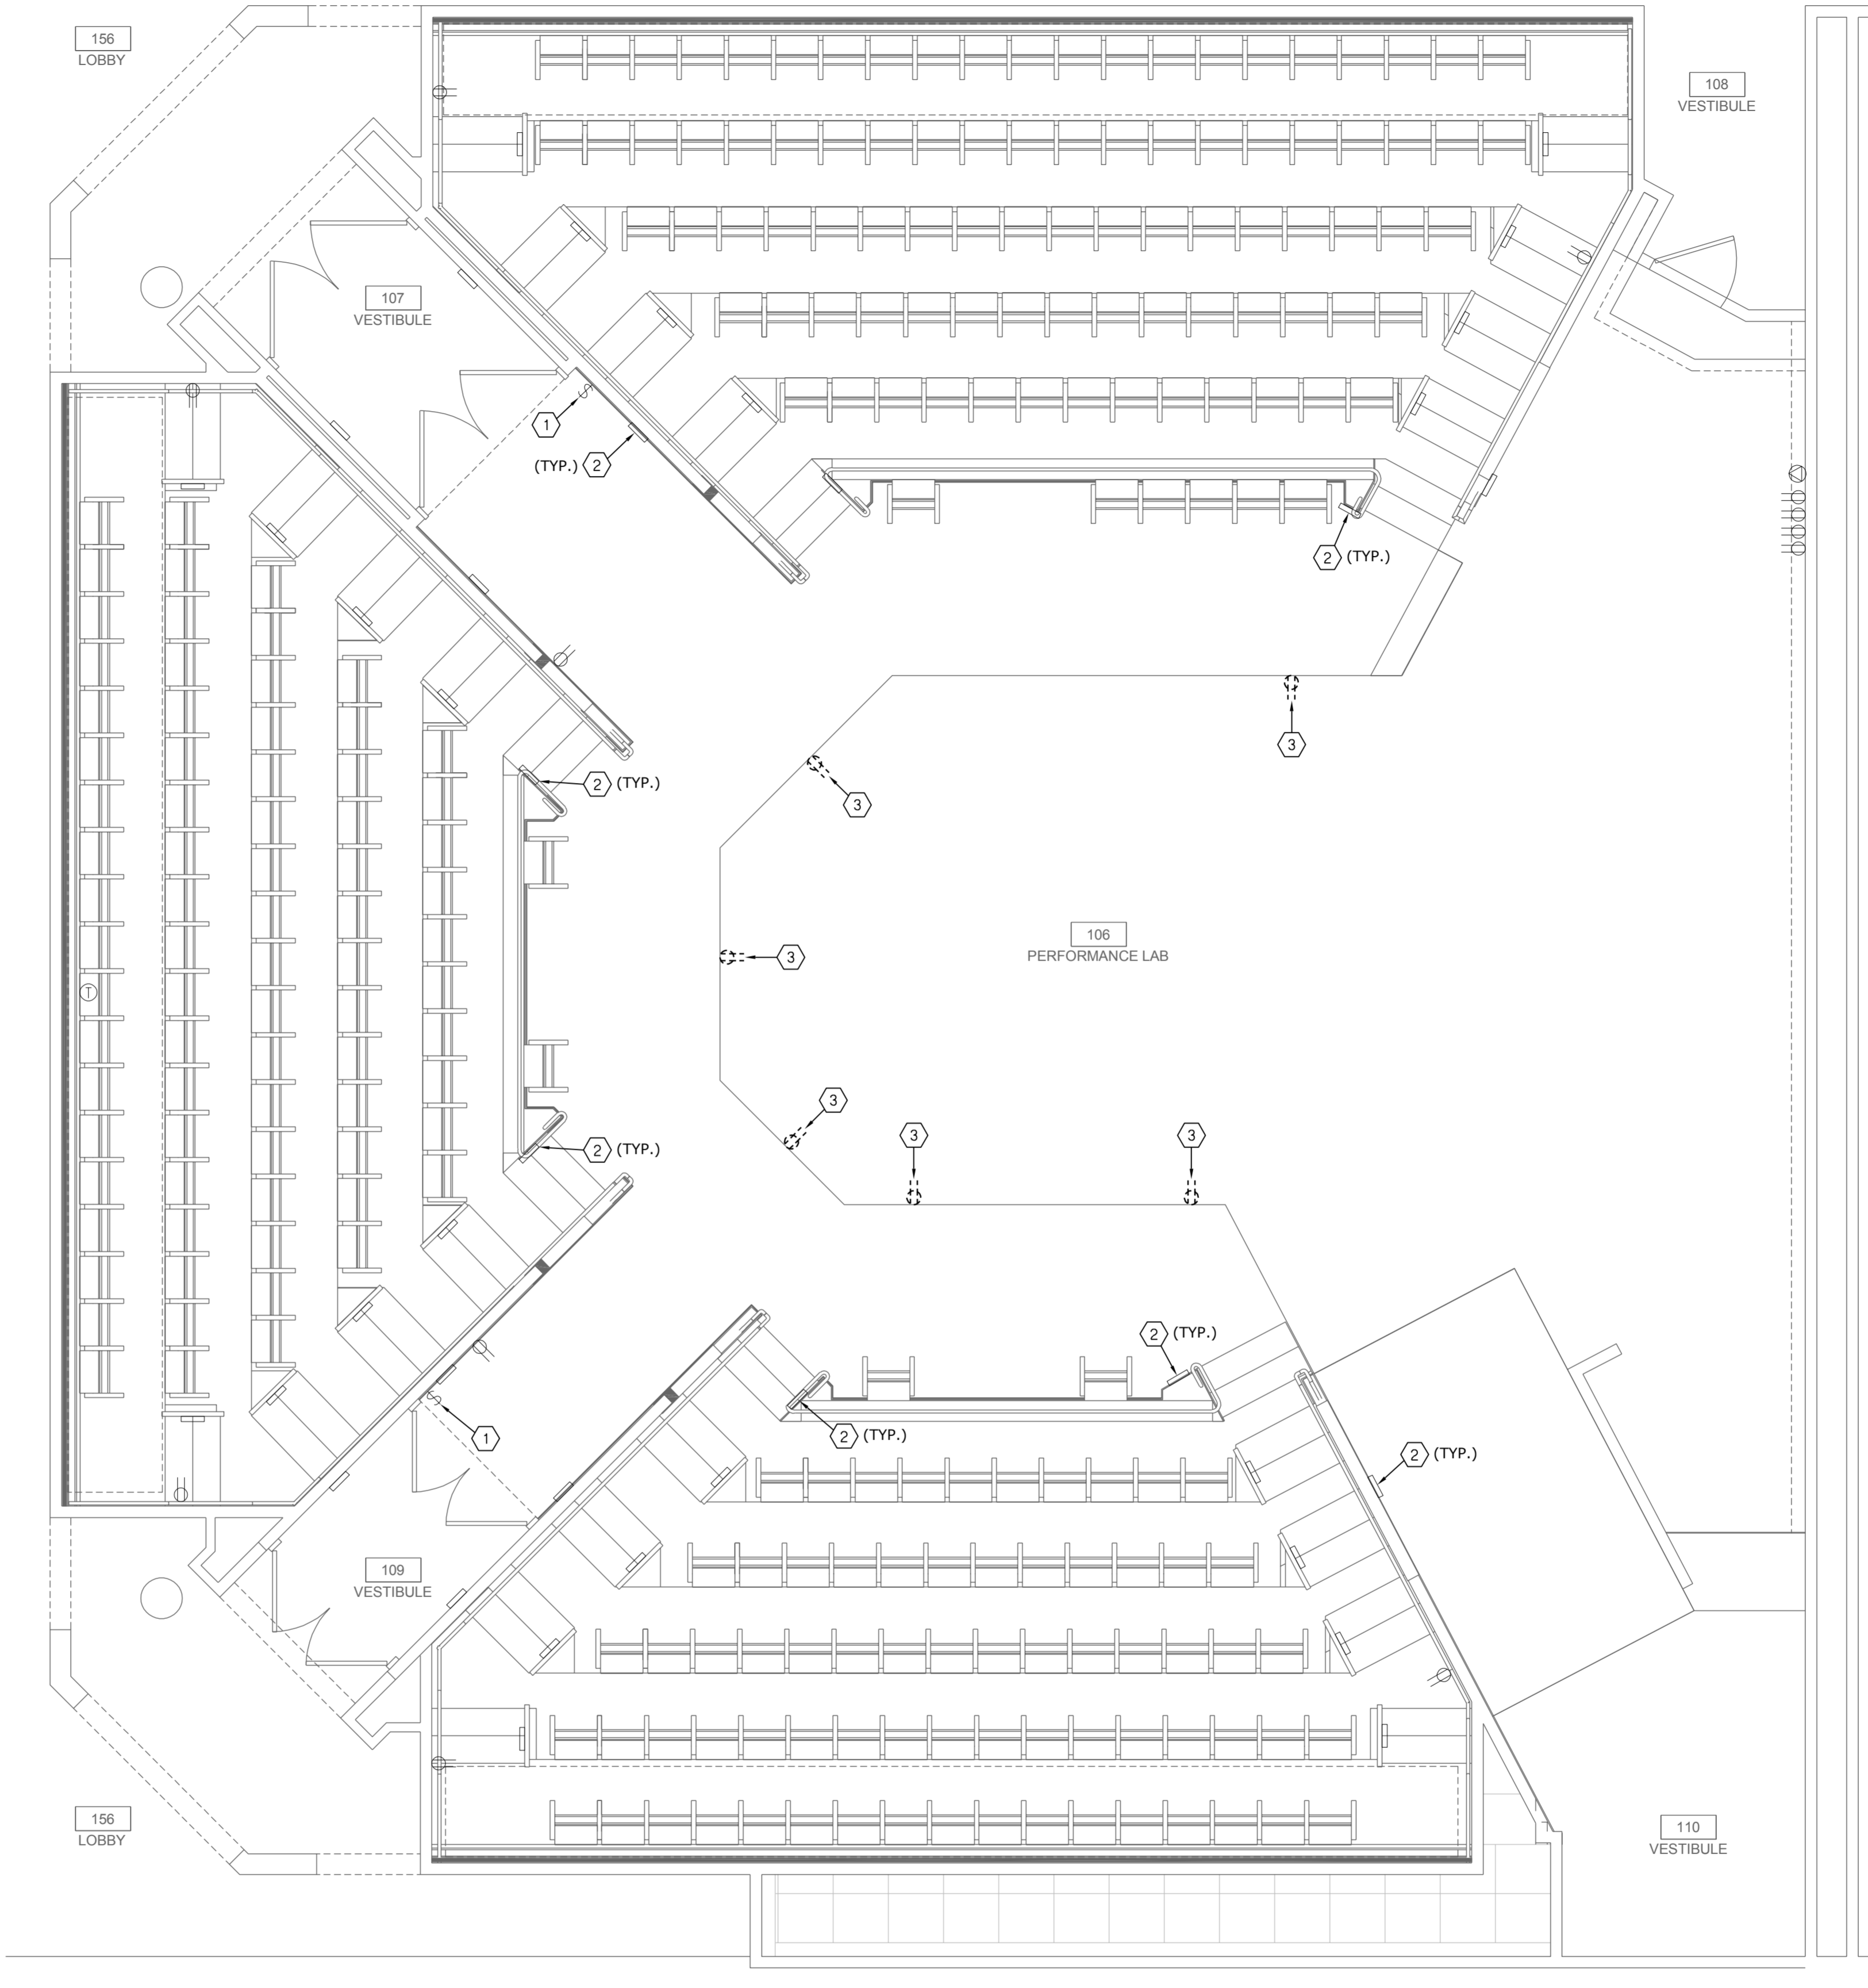 156
LOBBY
108
VESTIBULE
107
VESTIBULE
1
(TYP.) 2
2 (TYP.)
3
2 (TYP.)
3
106
PERFORMANCE LAB
3
T
3
3
3
2 (TYP.)
2 (TYP.)
2 (TYP.)
1
2 (TYP.)
109
VESTIBULE
156
LOBBY
110
VESTIBULE